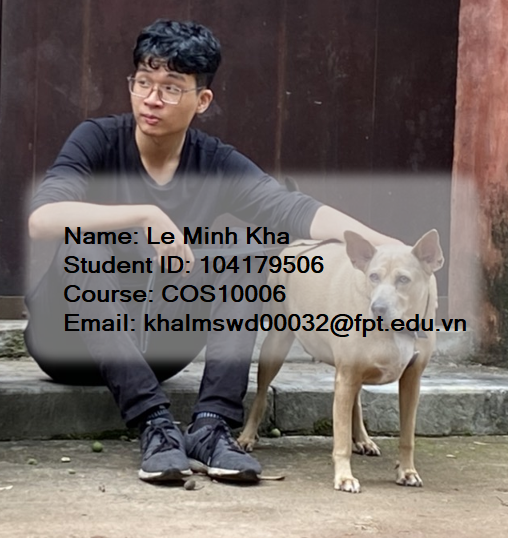 Name: Le Minh Kha
Student ID: 104179506
Course: COS10006
Email: khalmswd00032@fpt.edu.vn